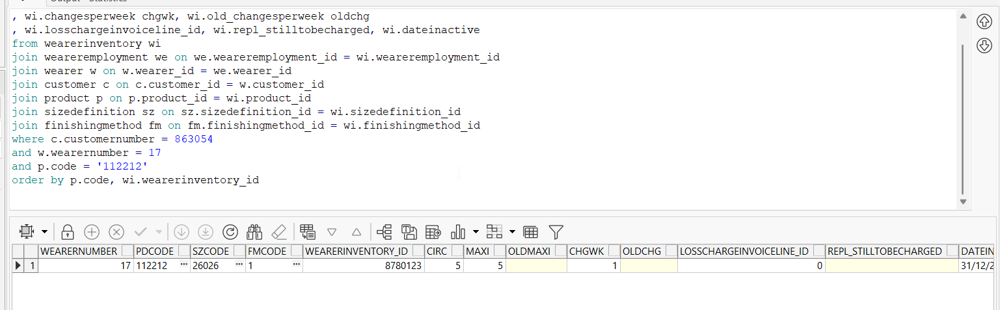 , wi.changesperweek chgwk, wi.old_changesperweek oldchg
, wi.losschargeinvoiceline_id, wi.repl_stilltobecharged, wi.dateinactive
from wearerinventory wi
join weareremployment we on we.weareremployment_id = wi.weareremployment_id
join wearer w on w.wearer_id = we.wearer_id
join customer c on c.customer_id = w.customer_id
join product p on p.product_id = wi.product_id
join sizedefinition sz on sz.sizedefinition_id = wi.sizedefinition_id
join finishingmethod fm on fm.finishingmethod_id = wi.finishingmethod_id
where c.customernumber = 863054
and w.wearernumber = 17
and p.code = '112212'
order by p.code, wi.wearerinventory_id
WEARERNUMBER PDCODE SZCODE FMCODE WEARERINVENTORY_ID CIRC MAXI OLDMAXI CHGWK OLDCHG LOSSCHARGEINVOICELINE_ID REPL_STILLTOBECHARGED DATEIN
1 17 112212 ... 26026 ... 1 ... 8780123 5 5 1 0 31/12/2